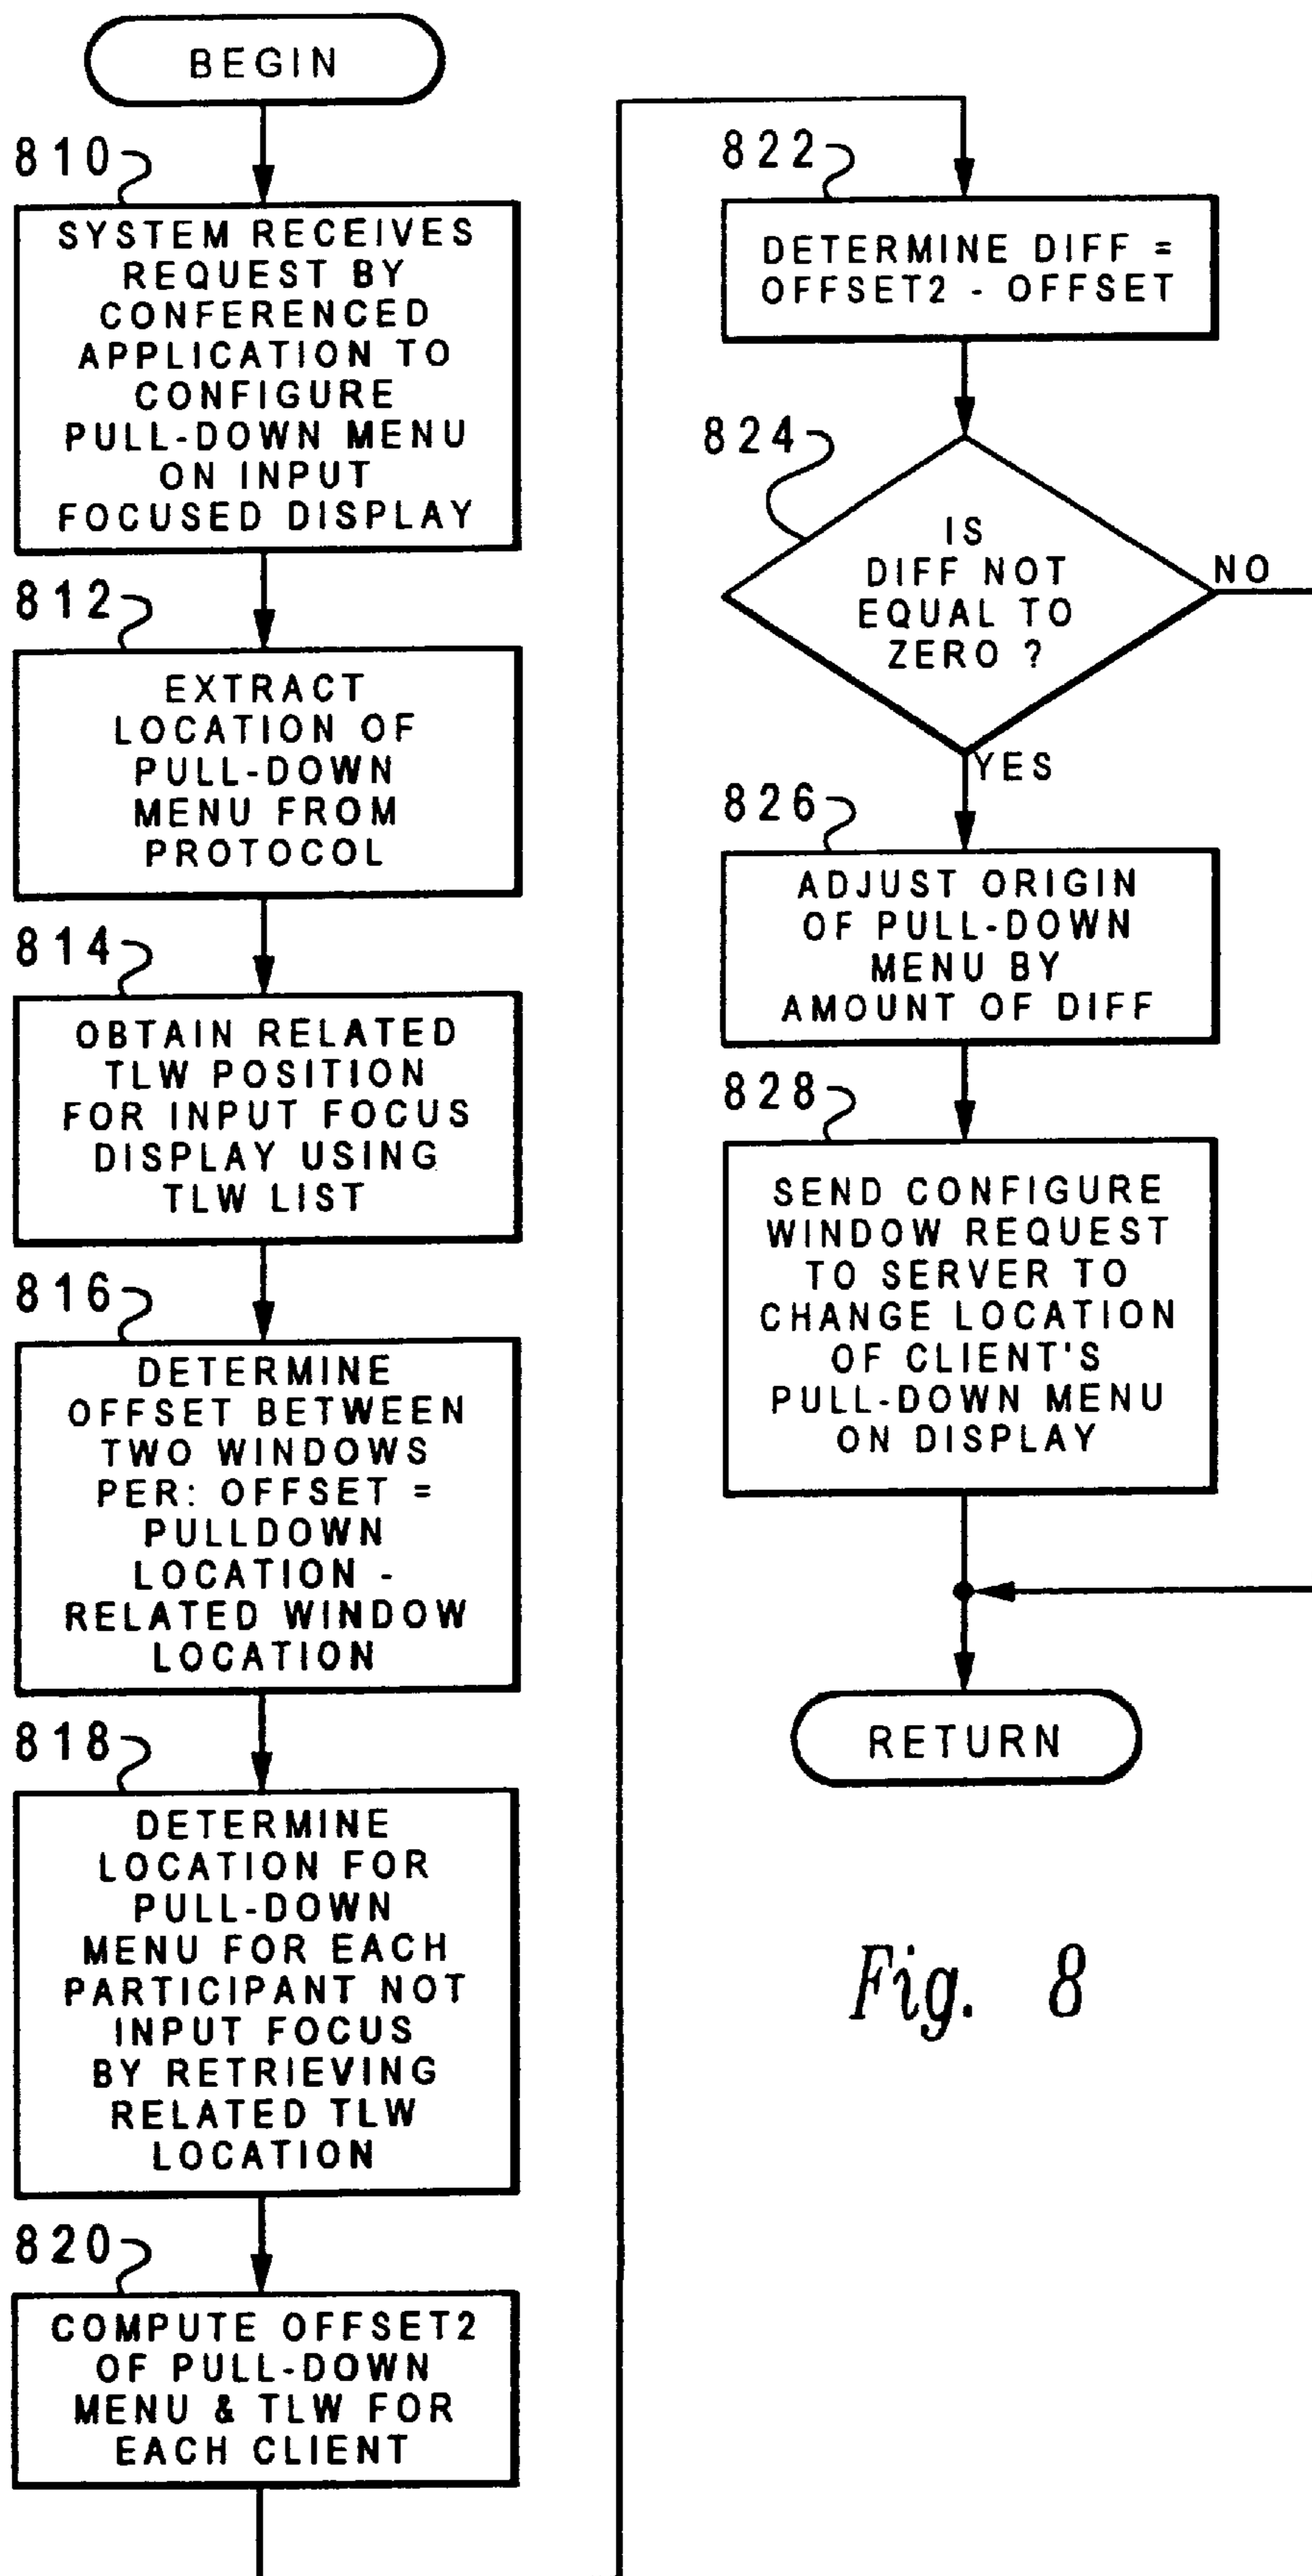 BEGIN
810
SYSTEM RECEIVES
REQUEST BY
CONFERENCED
APPLICATION TO
CONFIGURE
PULL-DOWN MENU
ON INPUT
FOCUSED DISPLAY
812
EXTRACT
LOCATION OF
PULL-DOWN
MENU FROM
PROTOCOL
814
OBTAIN RELATED
TLW POSITION
FOR INPUT FOCUS
DISPLAY USING
TLW LIST
816
DETERMINE
OFFSET BETWEEN
TWO WINDOWS
PER: OFFSET =
PULLDOWN
LOCATION -
RELATED WINDOW
LOCATION
818
DETERMINE
LOCATION FOR
PULL-DOWN
MENU FOR EACH
PARTICIPANT NOT
INPUT FOCUS
BY RETRIEVING
RELATED TLW
LOCATION
820
COMPUTE OFFSET2
OF PULL-DOWN
MENU & TLW FOR
EACH CLIENT
822
DETERMINE DIFF =
OFFSET2 - OFFSET
824
IS
DIFF NOT
EQUAL TO
ZERO ?
NO
YES
826
ADJUST ORIGIN
OF PULL-DOWN
MENU BY
AMOUNT OF DIFF
828
SEND CONFIGURE
WINDOW REQUEST
TO SERVER TO
CHANGE LOCATION
OF CLIENT'S
PULL-DOWN MENU
ON DISPLAY
RETURN
Fig. 8